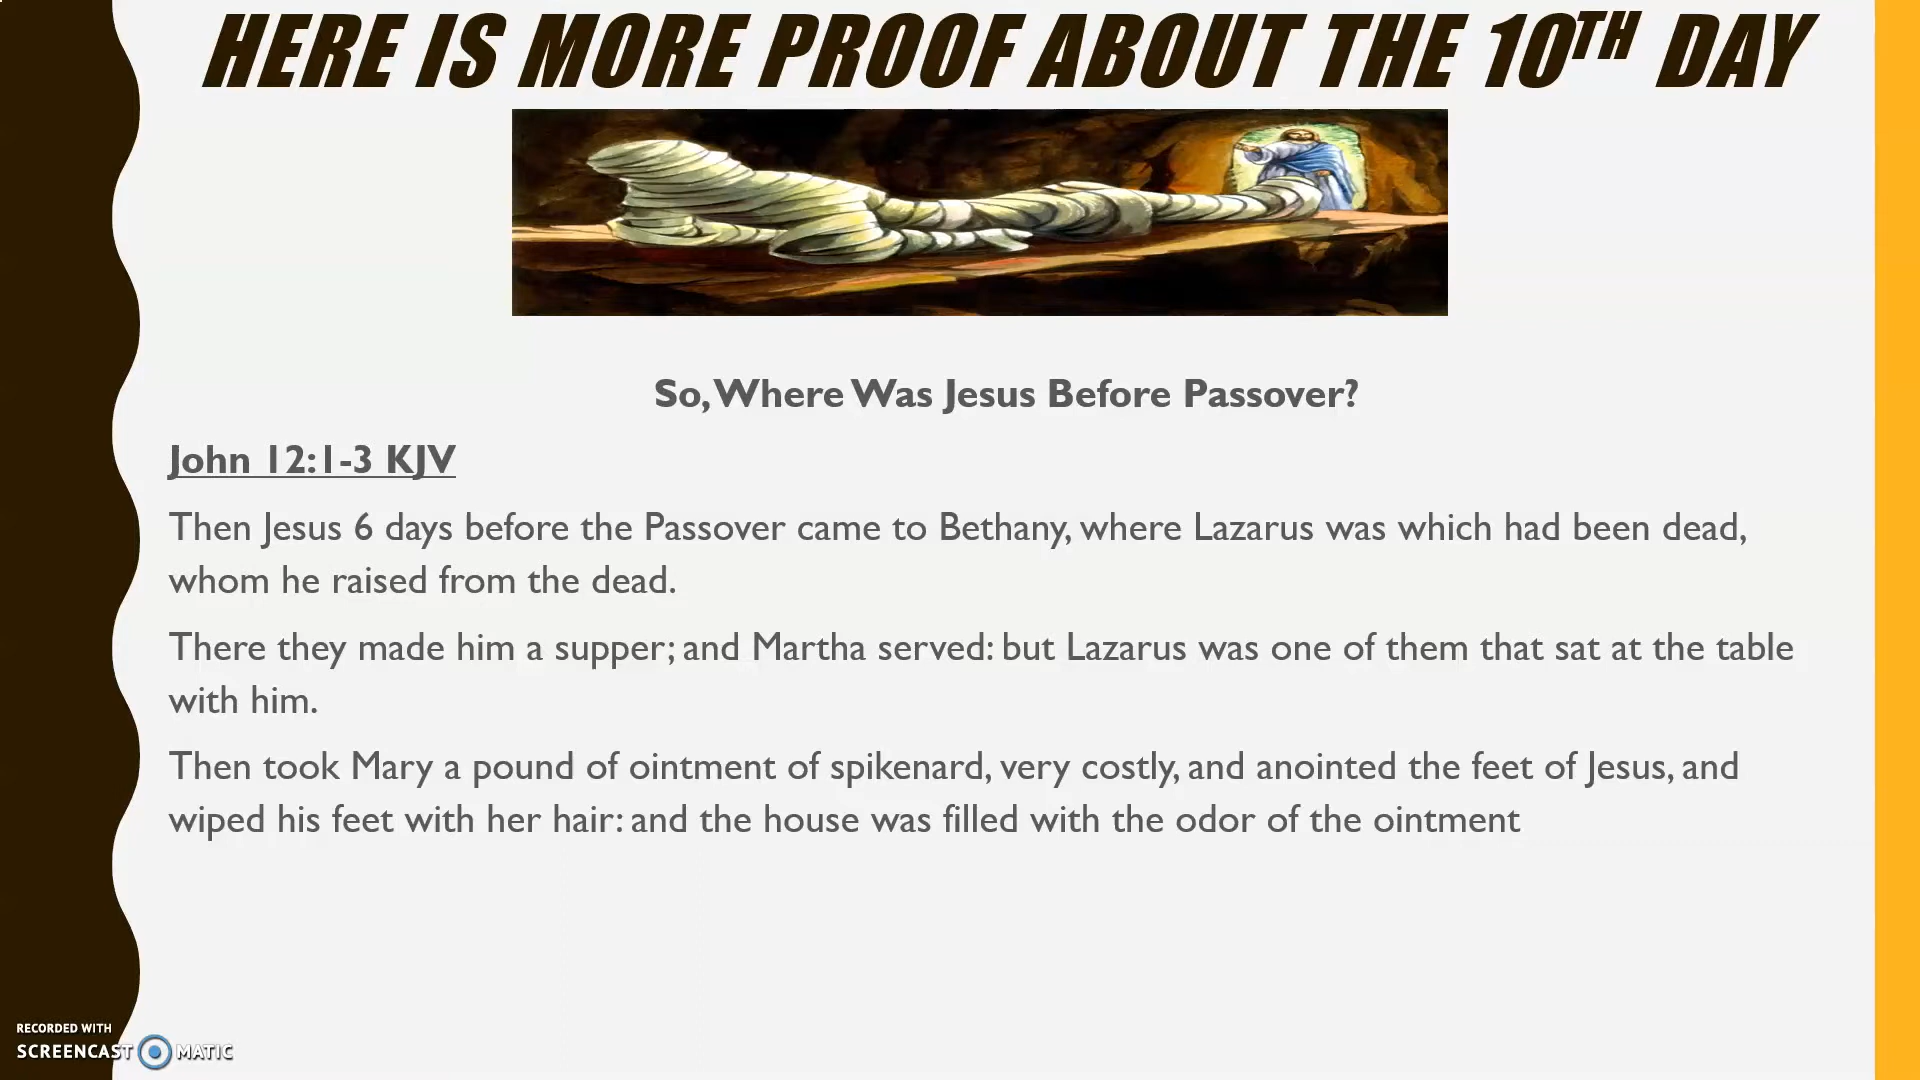 HERE IS MORE PROOF ABOUT THE 10TH DAY
So, Where Was Jesus Before Passover?
John 12:1-3 KJV
Then Jesus 6 days before the Passover came to Bethany, where Lazarus was which had been dead,
whom he raised from the dead.
There they made him a supper; and Martha served: but Lazarus was one of them that sat at the table
with him.
Then took Mary a pound of ointment of spikenard, very costly, and anointed the feet of Jesus, and
wiped his feet with her hair: and the house was filled with the odor of the ointment
RECORDED WITH
SCREENCAST MATIC